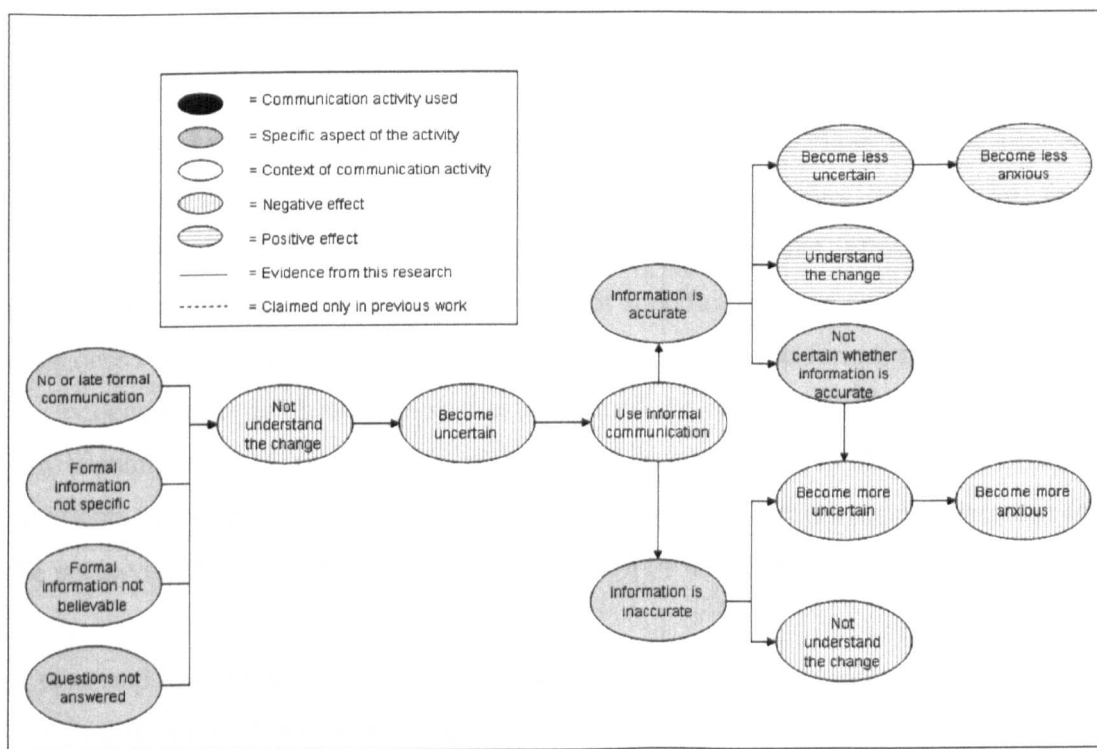 = Communication activity used
= Specific aspect of the activity
= Context of communication activity
= Negative effect
= Positive effect
= Evidence from this research
= Claimed only in previous work
No or late formal
communication
Formal
information
not specific
Formal
information not
believable
Questions not
answered
Not
understand
the change
Become
uncertain
Use informal
communication
Information is
accurate
Information is
inaccurate
Become less
uncertain
Become less
anxious
Understand
the change
Not
certain whether
information is
accurate
Become more
uncertain
Become more
anxious
Not
understand
the change